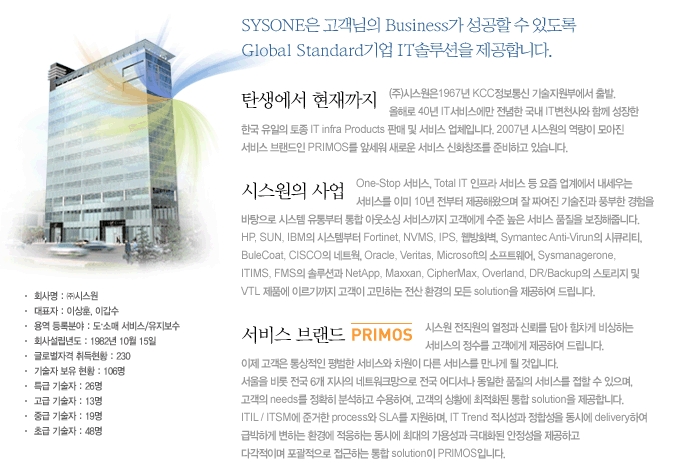 SYSONE은 고객님의 Business가 성공할 수 있도록
Global Standard기업 IT솔루션을 제공합니다.
탄생에서 현재까지
(주)시스원은1967년 KCC정보통신 기술지원부에서 출발.
올해로 40년 IT서비스에만 전념한 국내 IT변천사와 함께 성장한
한국 유일의 토종 IT infra Products 판매 및 서비스 업체입니다. 2007년 시스원의 역량이 모아진
서비스 브랜드인 PRIMOS를 앞세워 새로운 서비스 신화창조를 준비하고 있습니다.
시스원의 사업
One-Stop 서비스, Total IT 인프라 서비스 등 요즘 업계에서 내세우는
서비스를 이미 10년 전부터 제공해왔으며 잘 짜여진 기술진과 풍부한 경험을
바탕으로 시스템 유통부터 통합 아웃소싱 서비스까지 고객에게 수준 높은 서비스 품질을 보장해줍니다.
HP, SUN, IBM의 시스템부터 Fortinet, NVMS, IPS, 웹방화벽, Symantec Anti-Virun의 시큐리티,
BuleCoat, CISCO의 네트웍, Oracle, Veritas, Microsoft의 소프트웨어, Sysmanagerone,
ITIMS, FMS의 솔루션과 NetApp, Maxxan, CipherMax, Overland, DR/Backup의 스토리지 및
VTL 제품에 이르기까지 고객이 고민하는 전산 환경의 모든 solution을 제공하여 드립니다.
서비스 브랜드 PRIMOS
시스원 전직원의 열정과 신뢰를 담아 힘차게 비상하는
서비스의 정수를 고객에게 제공하여 드립니다.
이제 고객은 통상적인 평범한 서비스와 차원이 다른 서비스를 만나게 될 것입니다.
서울을 비롯 전국 6개 지사의 네트워크망으로 전국 어디서나 동일한 품질의 서비스를 접할 수 있으며,
고객의 needs를 정확히 분석하고 수용하여, 고객의 상황에 최적화된 통합 solution을 제공합니다.
ITIL / ITSM에 준거한 process와 SLA를 지원하며, IT Trend 적시성과 정합성을 동시에 delivery하여
급박하게 변하는 환경에 적응하는 동시에 최대의 가용성과 극대화된 안정성을 제공하고
다각적이며 포괄적으로 접근하는 통합 solution이 PRIMOS입니다.
· 회사명 : ㈜시스원
· 대표자 : 이상훈, 이갑수
· 용역 등록분야 : 도·소매 서비스/유지보수
· 회사설립년도 : 1982년 10월 15일
· 글로벌자격 취득현황 : 230
· 기술자 보유 현황 : 106명
· 특급 기술자 : 26명
· 고급 기술자 : 13명
· 중급 기술자 : 19명
· 초급 기술자 : 48명